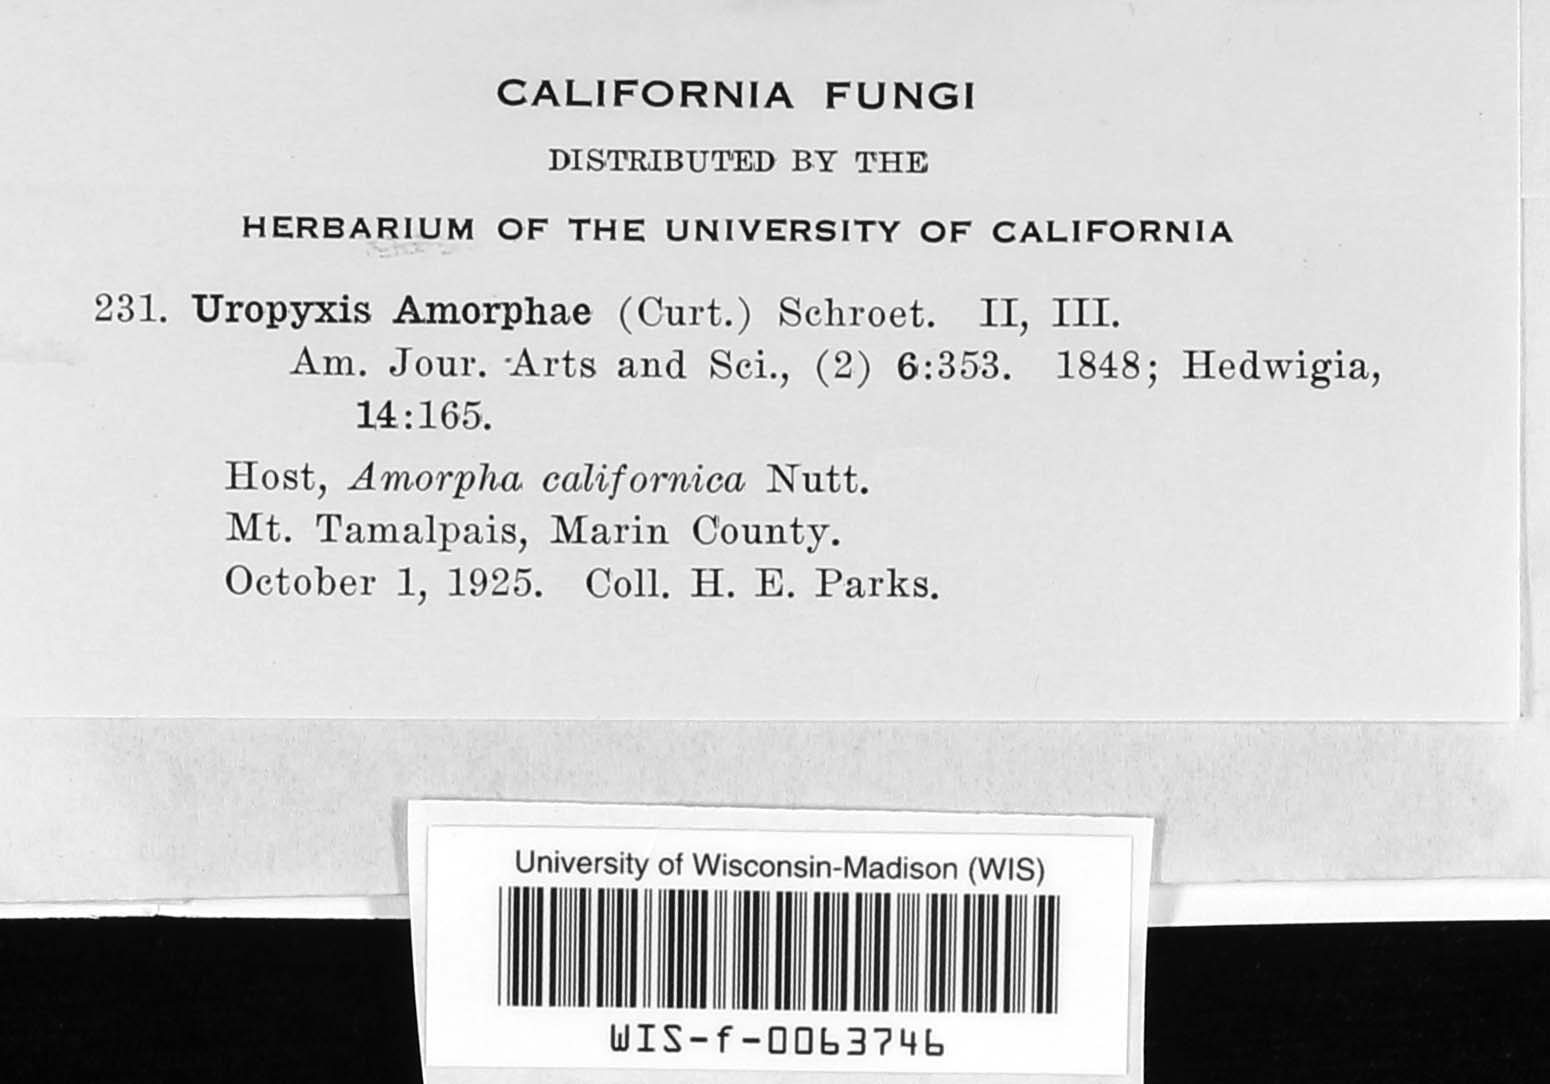 CALIFORNIA FUNGI
DISTRIBUTED BY THE
HERBARIUM OF THE UNIVERSITY OF CALIFORNIA
231. Uropyxis Amorphae (Curt.) Schroet. II, III.
Am. Jour. Arts and Sci., (2) 6:353. 1848; Hedwigia,
14:165.
Host, Amorpha californica Nutt.
Mt. Tamalpais, Marin County.
October 1, 1925. Coll. H. E. Parks.
University of Wisconsin-Madison (WIS)
WIS-f-0063746